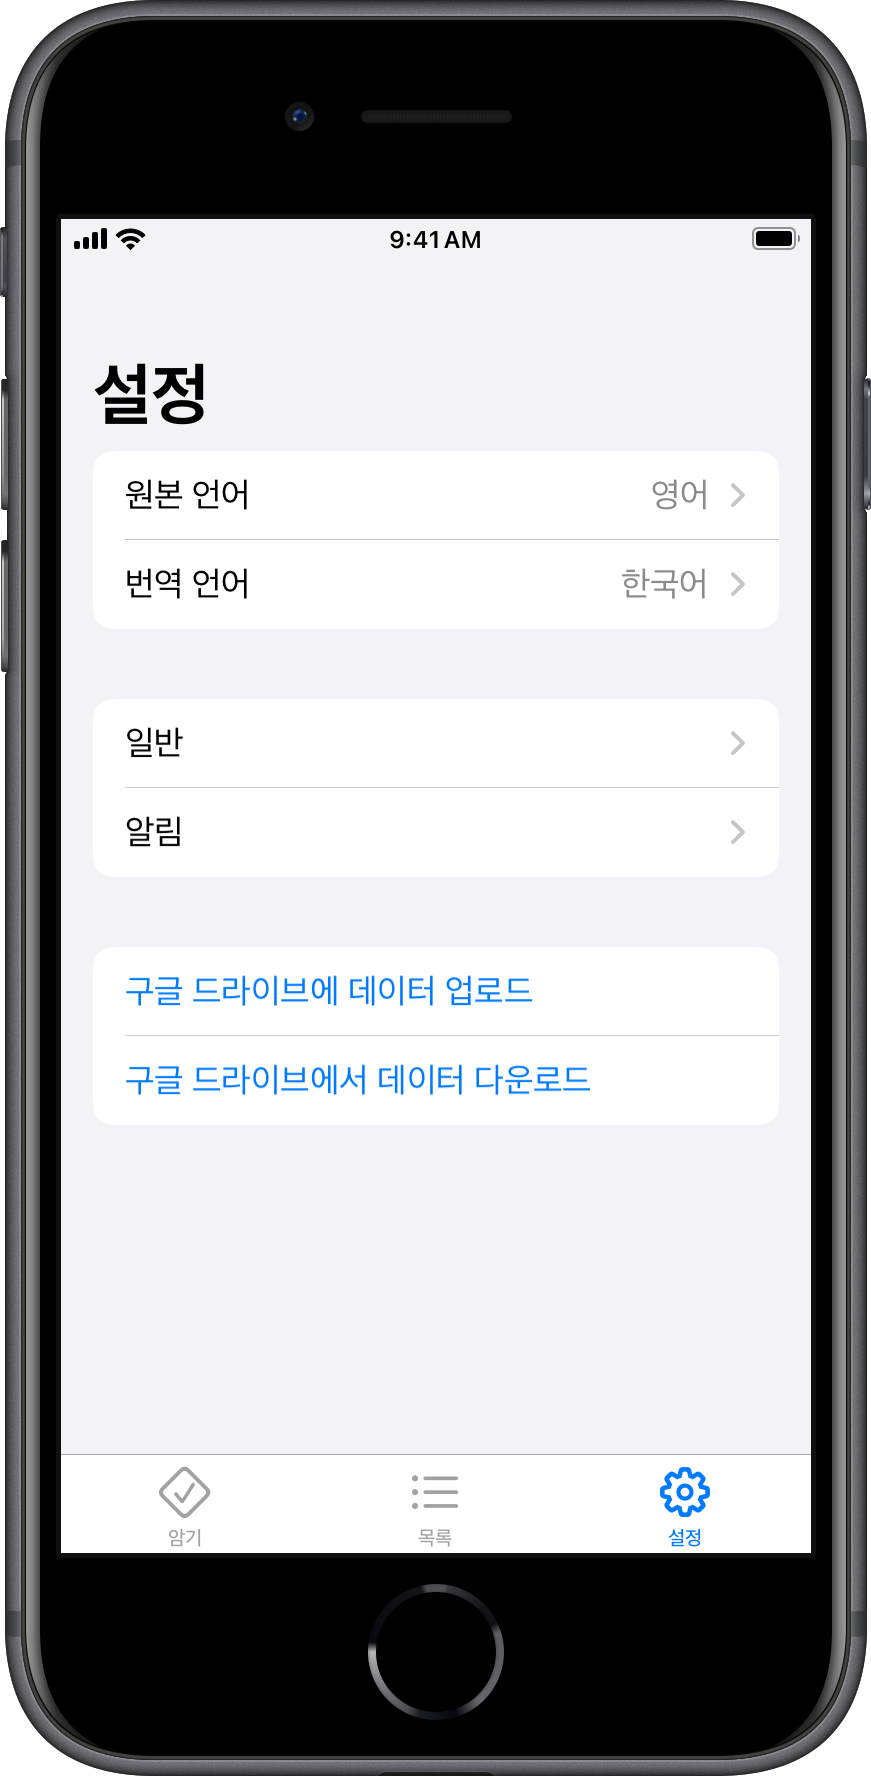 9:41 AM
설정
원본 언어 영어
번역 언어 한국어
일반
알림
구글 드라이브에 데이터 업로드
구글 드라이브에서 데이터 다운로드
암기 목록 설정